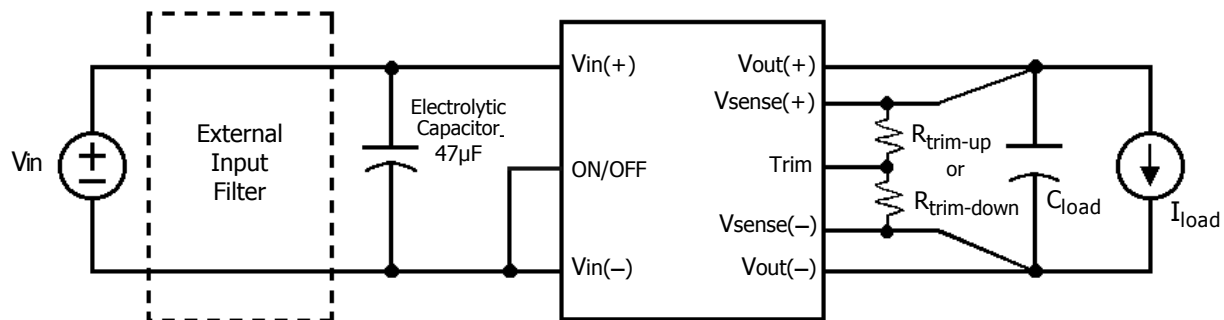 Vin
External
Input
Filter
Electrolytic
Capacitor
47µF
Vin(+)
ON/OFF
Vin(−)
Vout(+)
Vsense(+)
Trim
Vsense(−)
Vout(−)
Rtrim-up
or
Rtrim-down
Cload
Iload